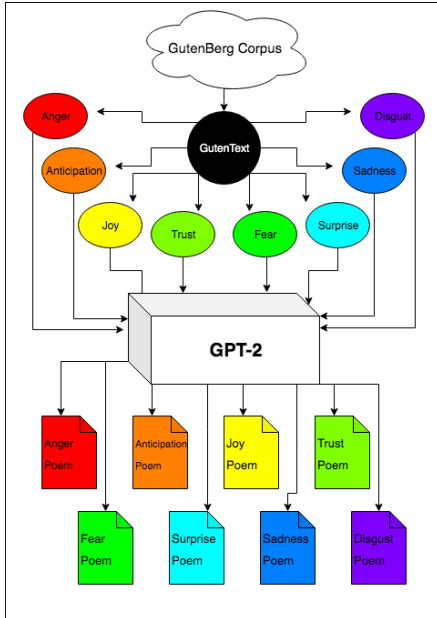 GutenBerg Corpus
Anger
Disgust
GutenText
Anticipation
Sadness
Joy
Trust
Fear
Surprise
GPT-2
Anger
Poem
Anticipation
Poem
Joy
Poem
Trust
Poem
Fear
Poem
Surprise
Poem
Sadness
Poem
Disgust
Poem